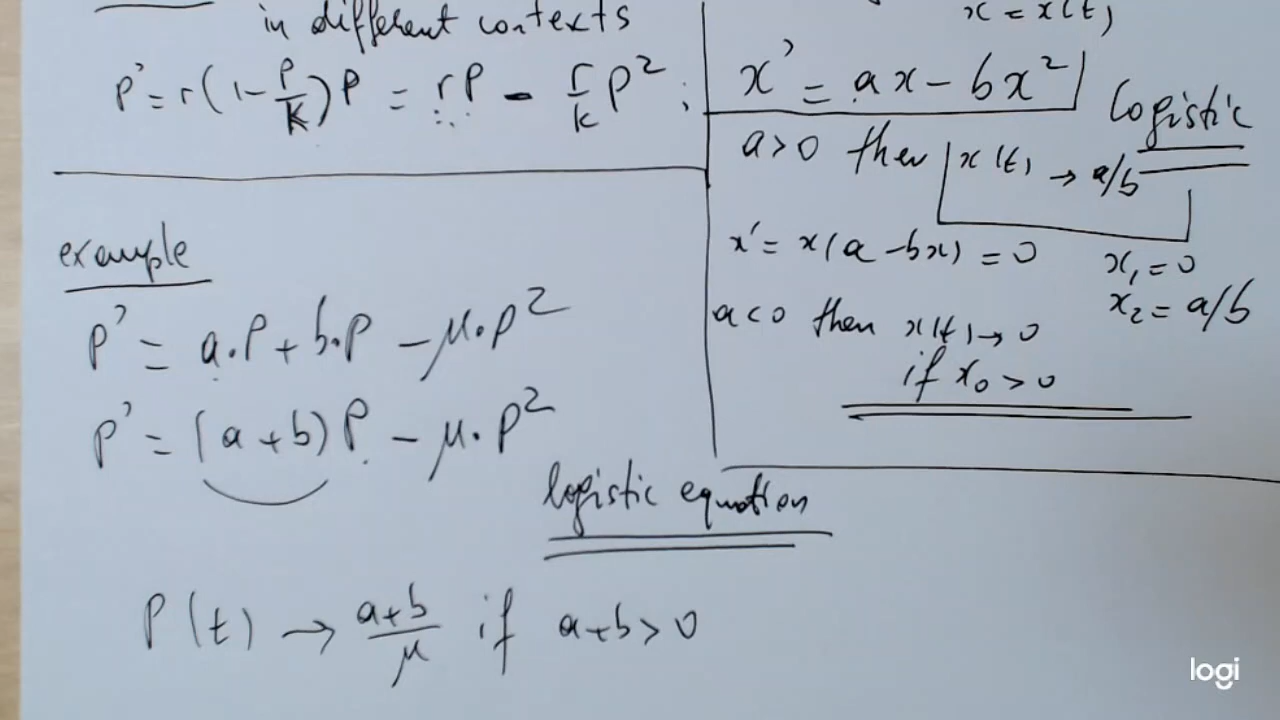 in different contexts
P' = r(1 - P/K)P = rP - r/K P² ;
example
P' = a.P + b.P - μ.P²
P' = (a+b)P - μ.P²
logistic equation
P(t) → a+b/μ if a+b > 0
x = x(t)
x' = ax - bx²
logistic
a > 0 then x(t) → a/b
x' = x(a - bx) = 0
x₁ = 0
x₂ = a/b
a < 0 then x(t) → 0
if x₀ > 0
logi